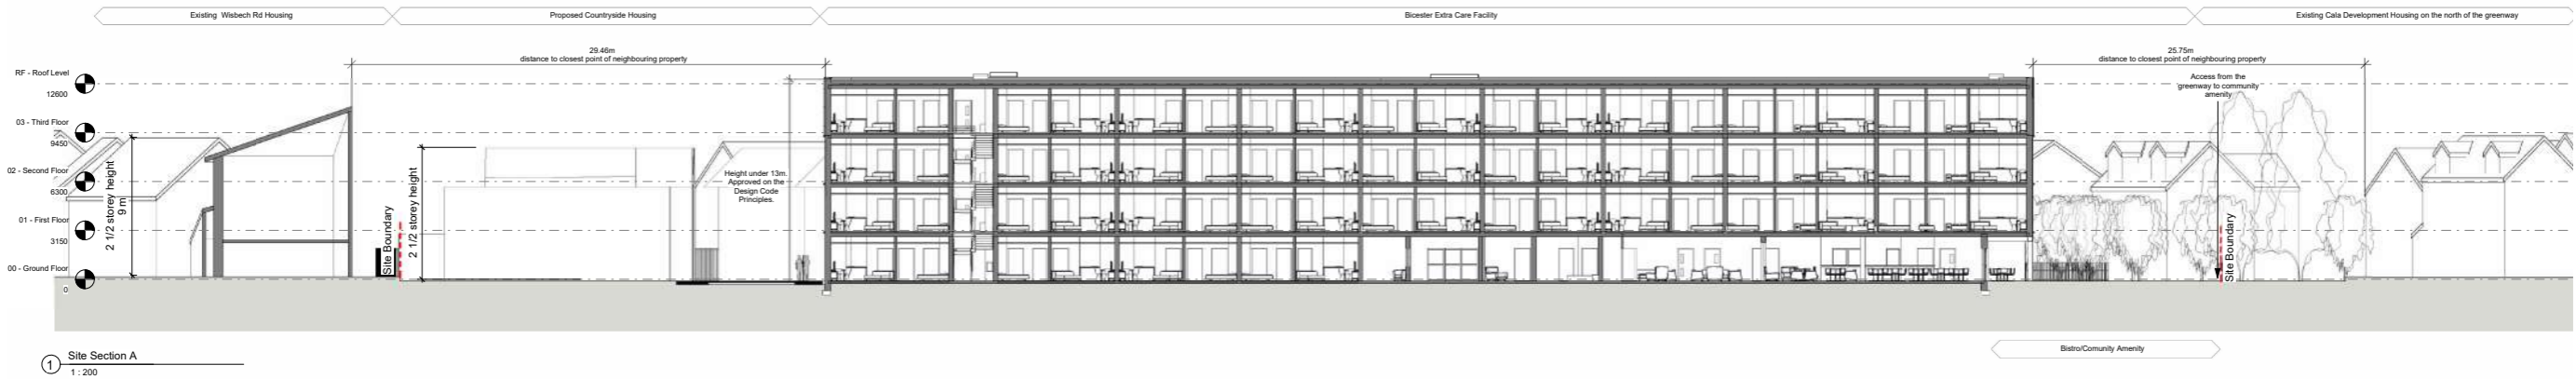 Existing Wisbech Rd Housing
Proposed Countryside Housing
Bicester Extra Care Facility
Existing Cala Development Housing on the north of the greenway
29.46m
distance to closest point of neighbouring property
25.75m
distance to closest point of neighbouring property
Access from the
greenway to community
amenity
RF - Roof Level
12600
03 - Third Floor
9450
02 - Second Floor
6300
01 - First Floor
3150
00 - Ground Floor
0
2 1/2 storey height
9 m
Site Boundary
2 1/2 storey height
Height under 13m.
Approved on the
Design Code
Principles.
Site Boundary
Bistro/Comunity Amenity
1
Site Section A
1 : 200